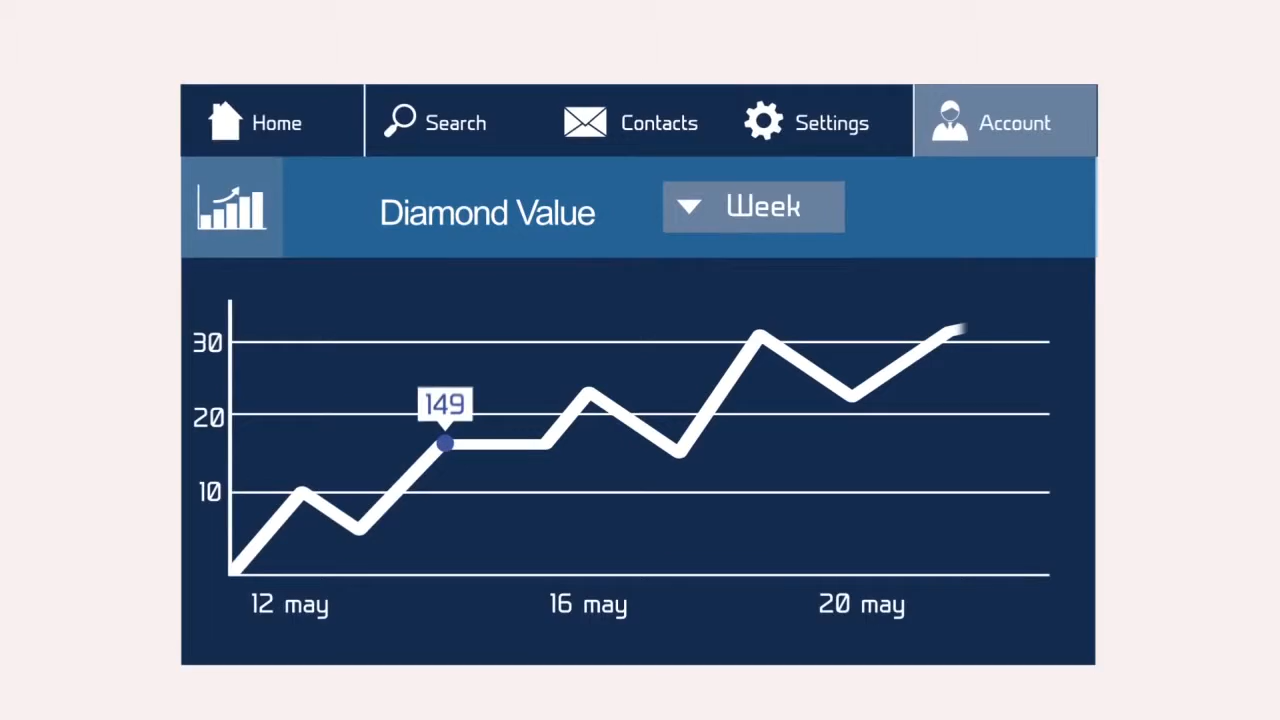 Home Search Contacts Settings Account
Diamond Value Week
30
149
20
10
12 may 16 may 20 may